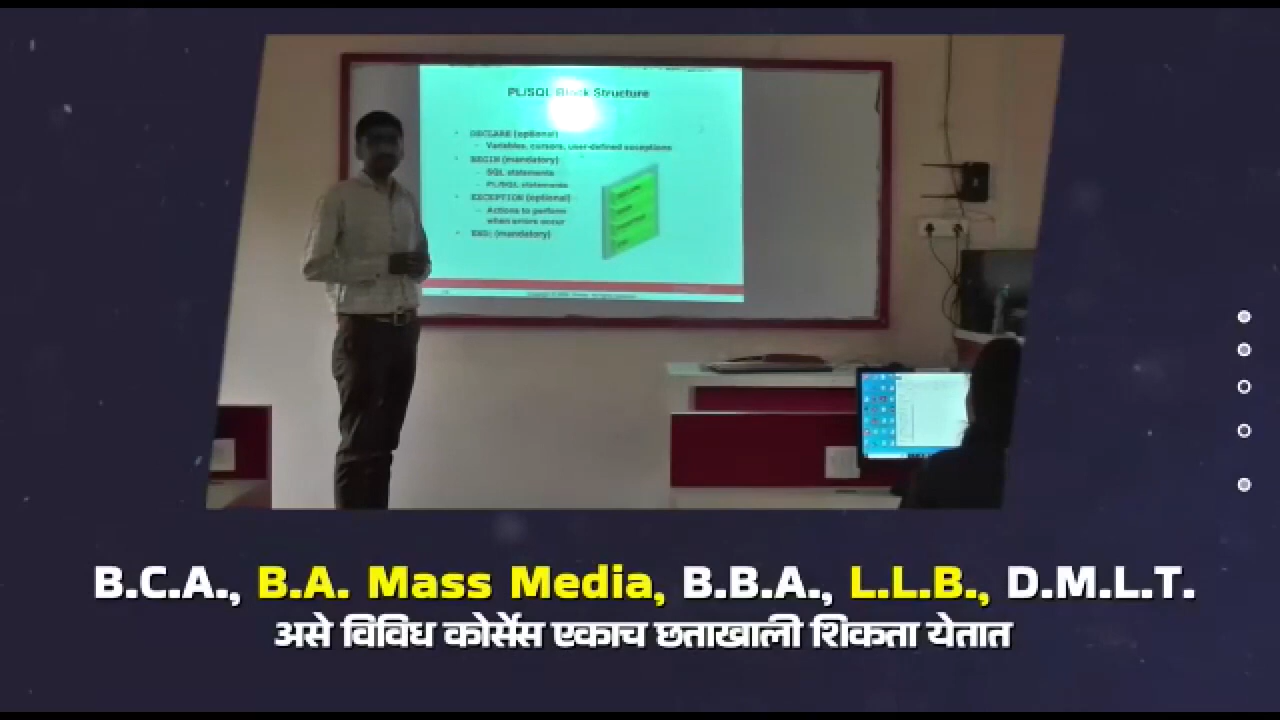 PL/SQL Block Structure
DECLARE (optional)
– Variables, cursors, user-defined exceptions
BEGIN (mandatory)
– SQL statements
– PL/SQL statements
EXCEPTION (optional)
– Actions to perform
when errors occur
END; (mandatory)
B.C.A., B.A. Mass Media, B.B.A., L.L.B., D.M.L.T.
असे विविध कोर्सेस एकाच छताखाली शिकता येतात